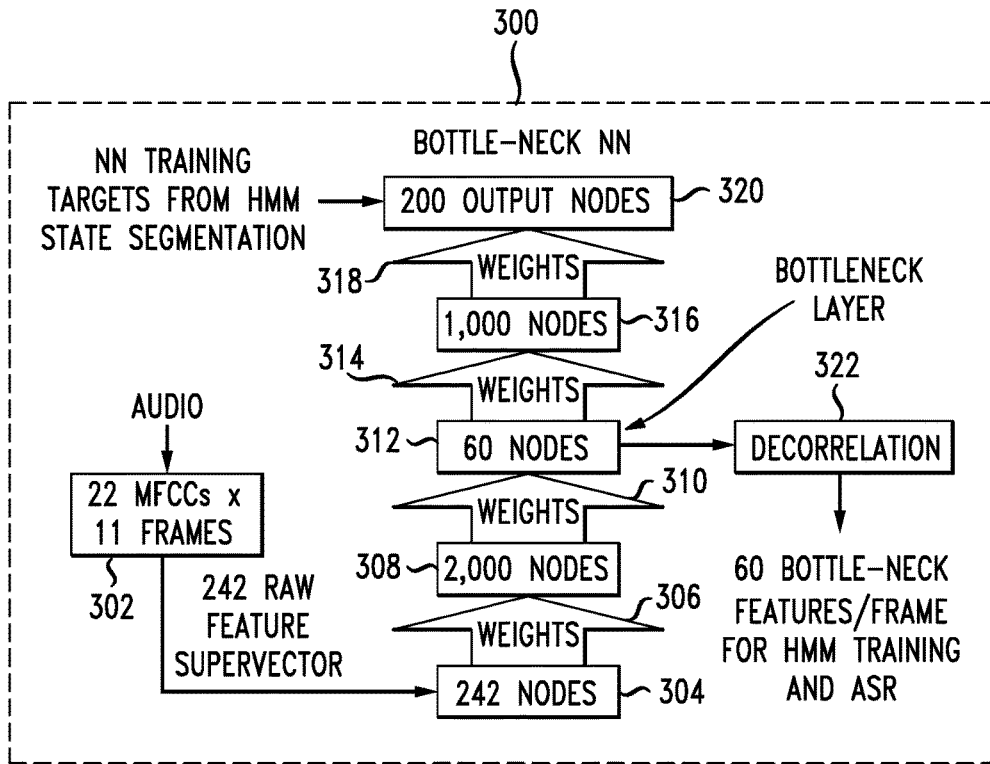 300
BOTTLE-NECK NN
NN TRAINING
TARGETS FROM HMM
STATE SEGMENTATION
200 OUTPUT NODES
320
318
WEIGHTS
BOTTLENECK
LAYER
1,000 NODES
316
314
WEIGHTS
322
AUDIO
312
60 NODES
DECORRELATION
22 MFCCs x
11 FRAMES
302
310
WEIGHTS
308
2,000 NODES
60 BOTTLE-NECK
FEATURES/FRAME
FOR HMM TRAINING
AND ASR
242 RAW
FEATURE
SUPERVECTOR
306
WEIGHTS
242 NODES
304